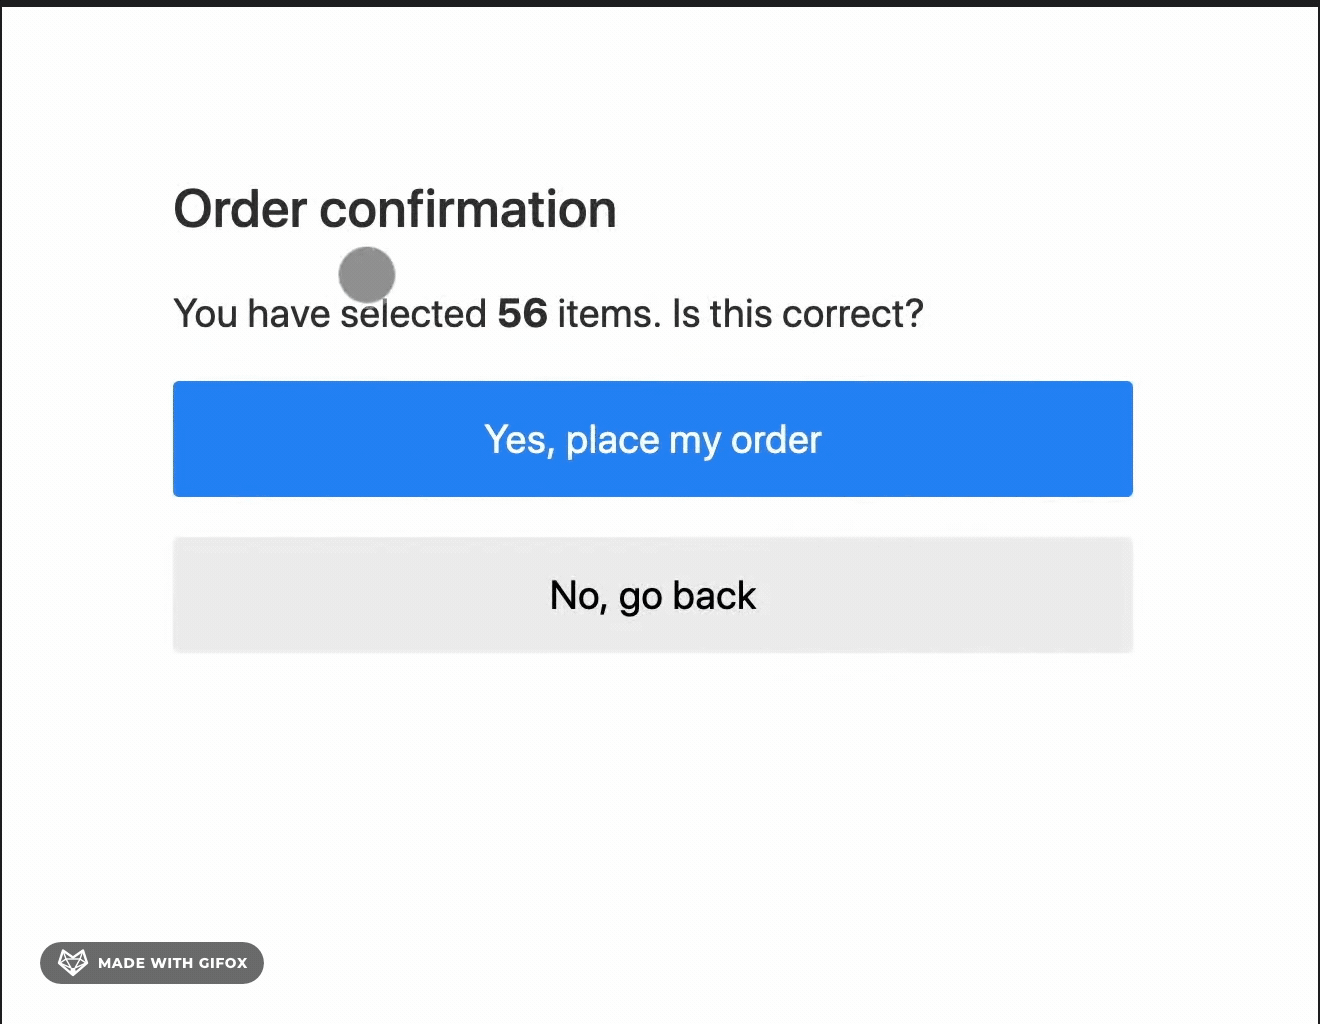 Order confirmation
You have selected 56 items. Is this correct?
Yes, place my order
No, go back
MADE WITH GIFOX